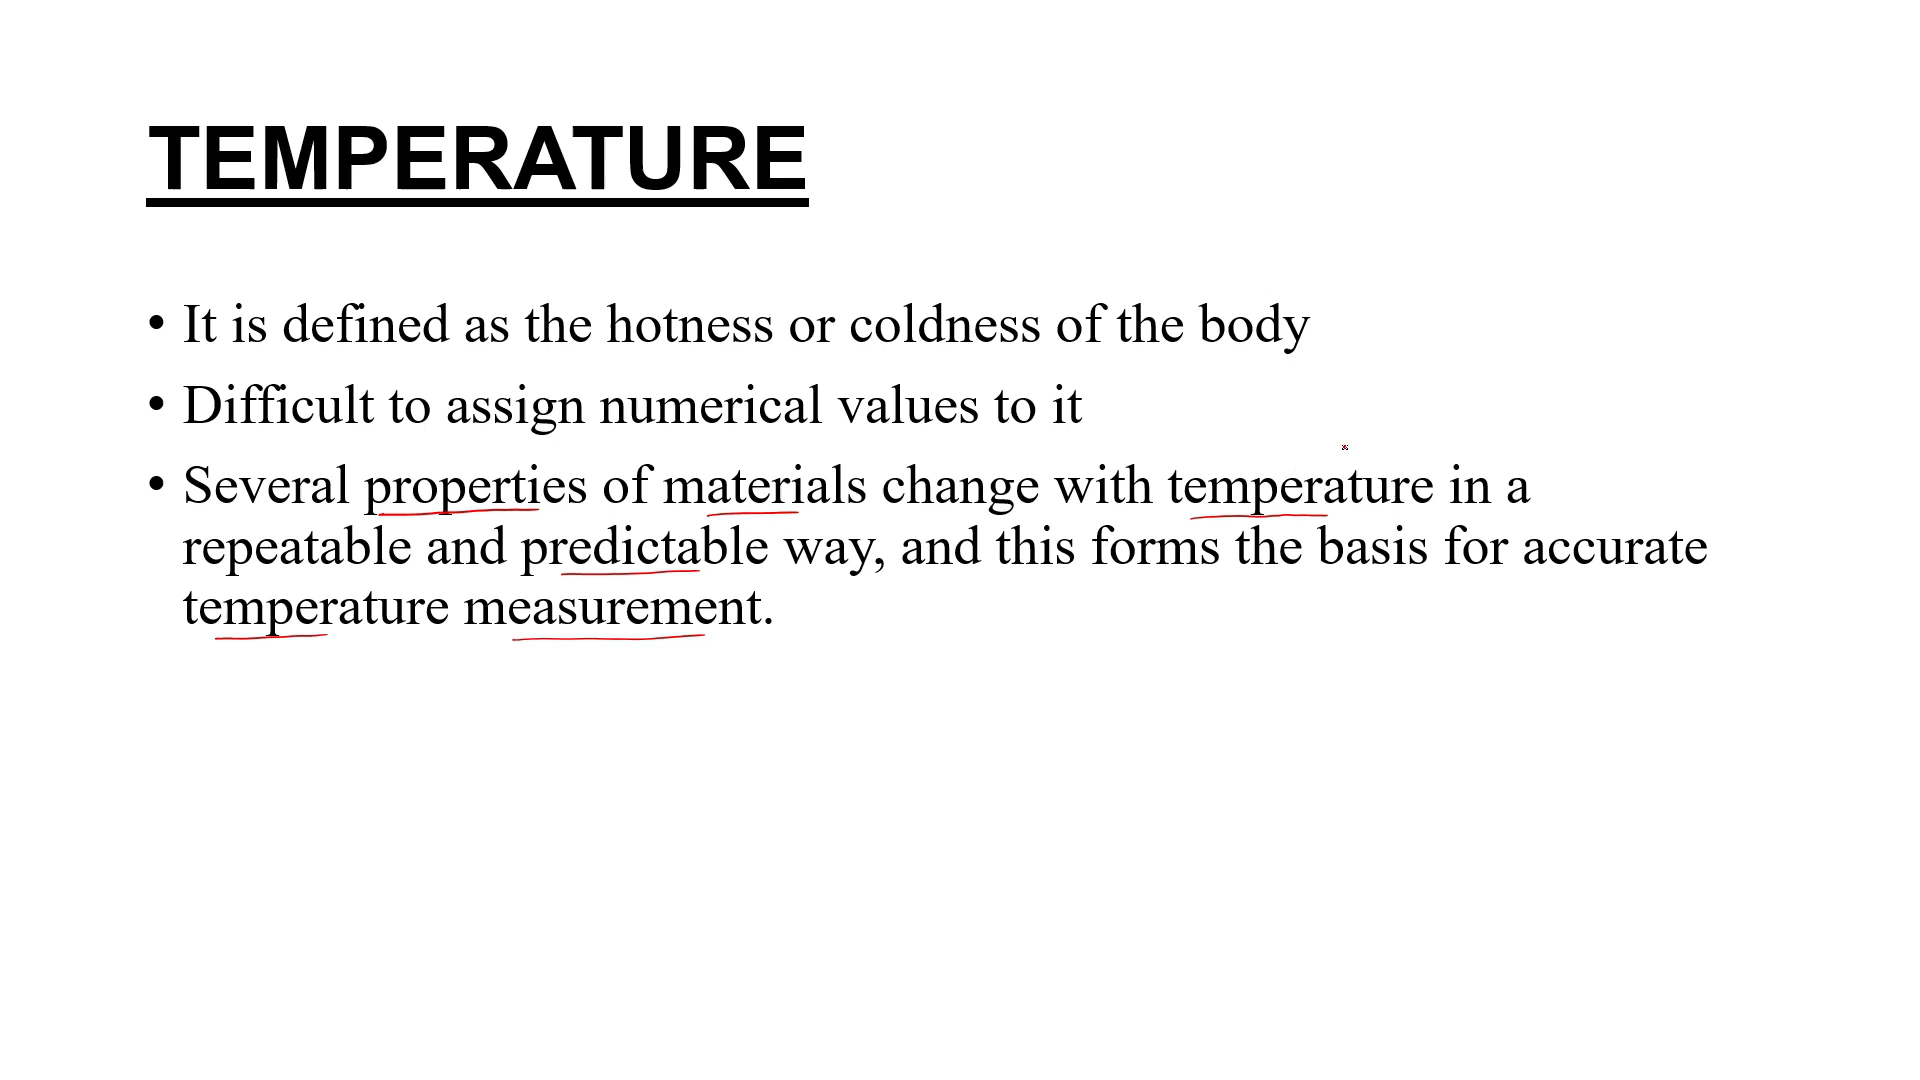 TEMPERATURE
• It is defined as the hotness or coldness of the body
• Difficult to assign numerical values to it
• Several properties of materials change with temperature in a
repeatable and predictable way, and this forms the basis for accurate
temperature measurement.